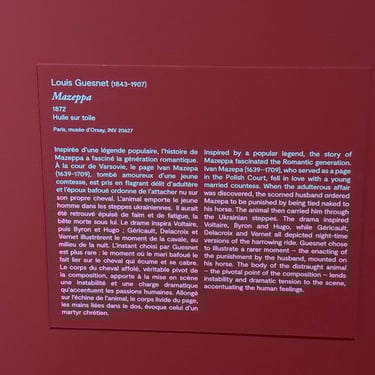 Louis Guesnet (1843-1907)
Mazeppa
1872
Huile sur toile
Paris, musée d'Orsay, INV 20627
Inspirée d'une légende populaire, l'histoire de
Mazeppa a fasciné la génération romantique.
À la cour de Varsovie, le page Ivan Mazepa
(1639-1709), tombé amoureux d'une jeune
comtesse, est pris en flagrant délit d'adultère
et l'époux bafoué ordonne de l'attacher nu sur
son propre cheval. L'animal emporte le jeune
homme dans les steppes ukrainiennes. Il aurait
été retrouvé épuisé de faim et de fatigue, la
bête morte sous lui. Le drame inspira Voltaire,
puis Byron et Hugo ; Géricault, Delacroix et
Vernet illustrèrent le moment de la cavale, au
milieu de la nuit. L'instant choisi par Guesnet
est plus rare : le moment où le mari bafoué le
fait lier sur le cheval qui écume et se cabre.
Le corps du cheval affolé, véritable pivot de
la composition, apporte à la mise en scène
une instabilité et une charge dramatique
qu'accentuent les passions humaines. Allongé
sur l'échine de l'animal, le corps livide du page,
les mains liées dans le dos, évoque celui d'un
martyr chrétien.
Inspired by a popular legend, the story of
Mazeppa fascinated the Romantic generation.
Ivan Mazepa (1639–1709), who served as a page
in the Polish Court, fell in love with a young
married countess. When the adulterous affair
was discovered, the scorned husband ordered
Mazepa to be punished by being tied naked to
his horse. The animal then carried him through
the Ukrainian steppes. The drama inspired
Voltaire, Byron and Hugo, while Géricault,
Delacroix and Vernet all depicted night-time
versions of the harrowing ride. Guesnet chose
to illustrate a rarer moment – the enacting of
the punishment by the husband, mounted on
his horse. The body of the distraught animal
– the pivotal point of the composition – lends
instability and dramatic tension to the scene,
accentuating the human feelings.